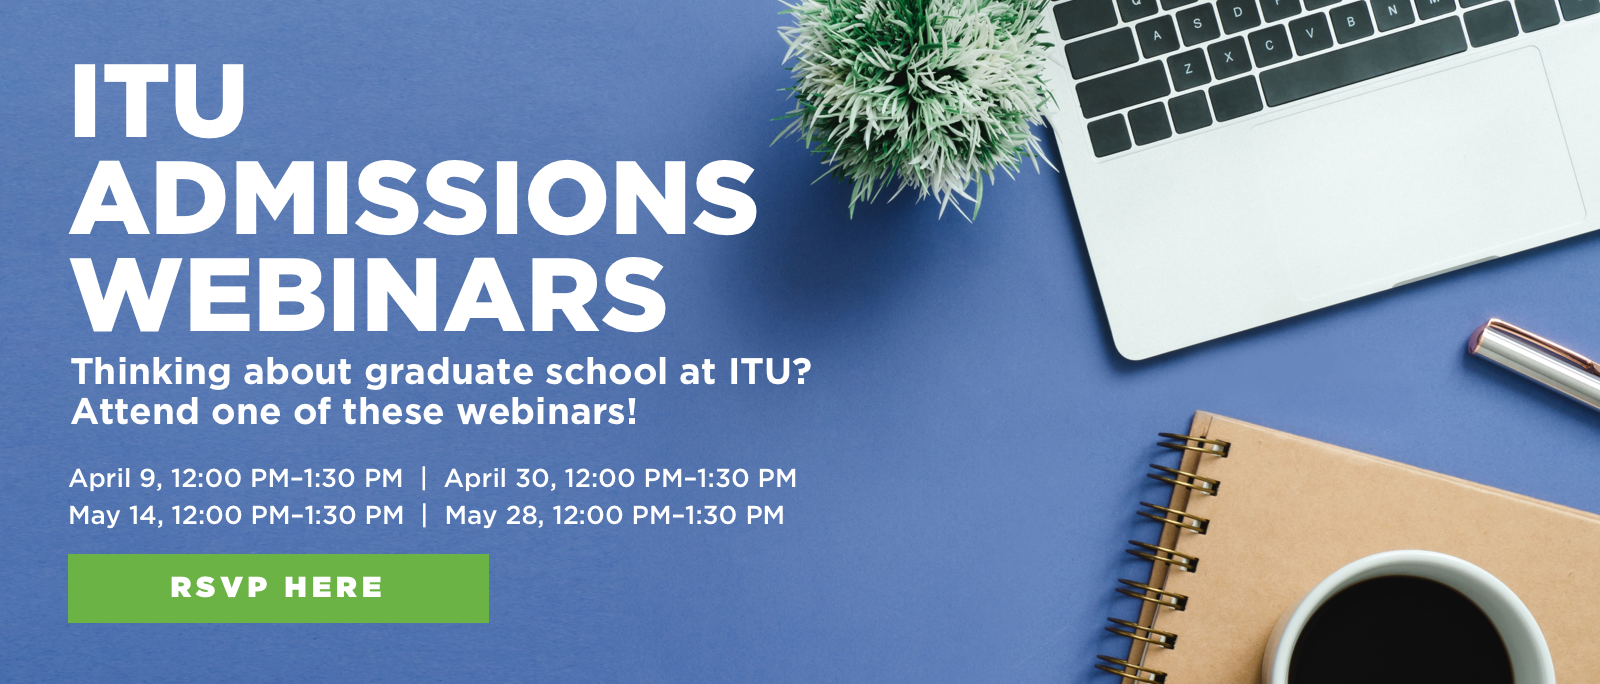 ITU
ADMISSIONS
WEBINARS
Thinking about graduate school at ITU?
Attend one of these webinars!
April 9, 12:00 PM–1:30 PM | April 30, 12:00 PM–1:30 PM
May 14, 12:00 PM–1:30 PM | May 28, 12:00 PM–1:30 PM
RSVP HERE
A S D
Z X C V B N M